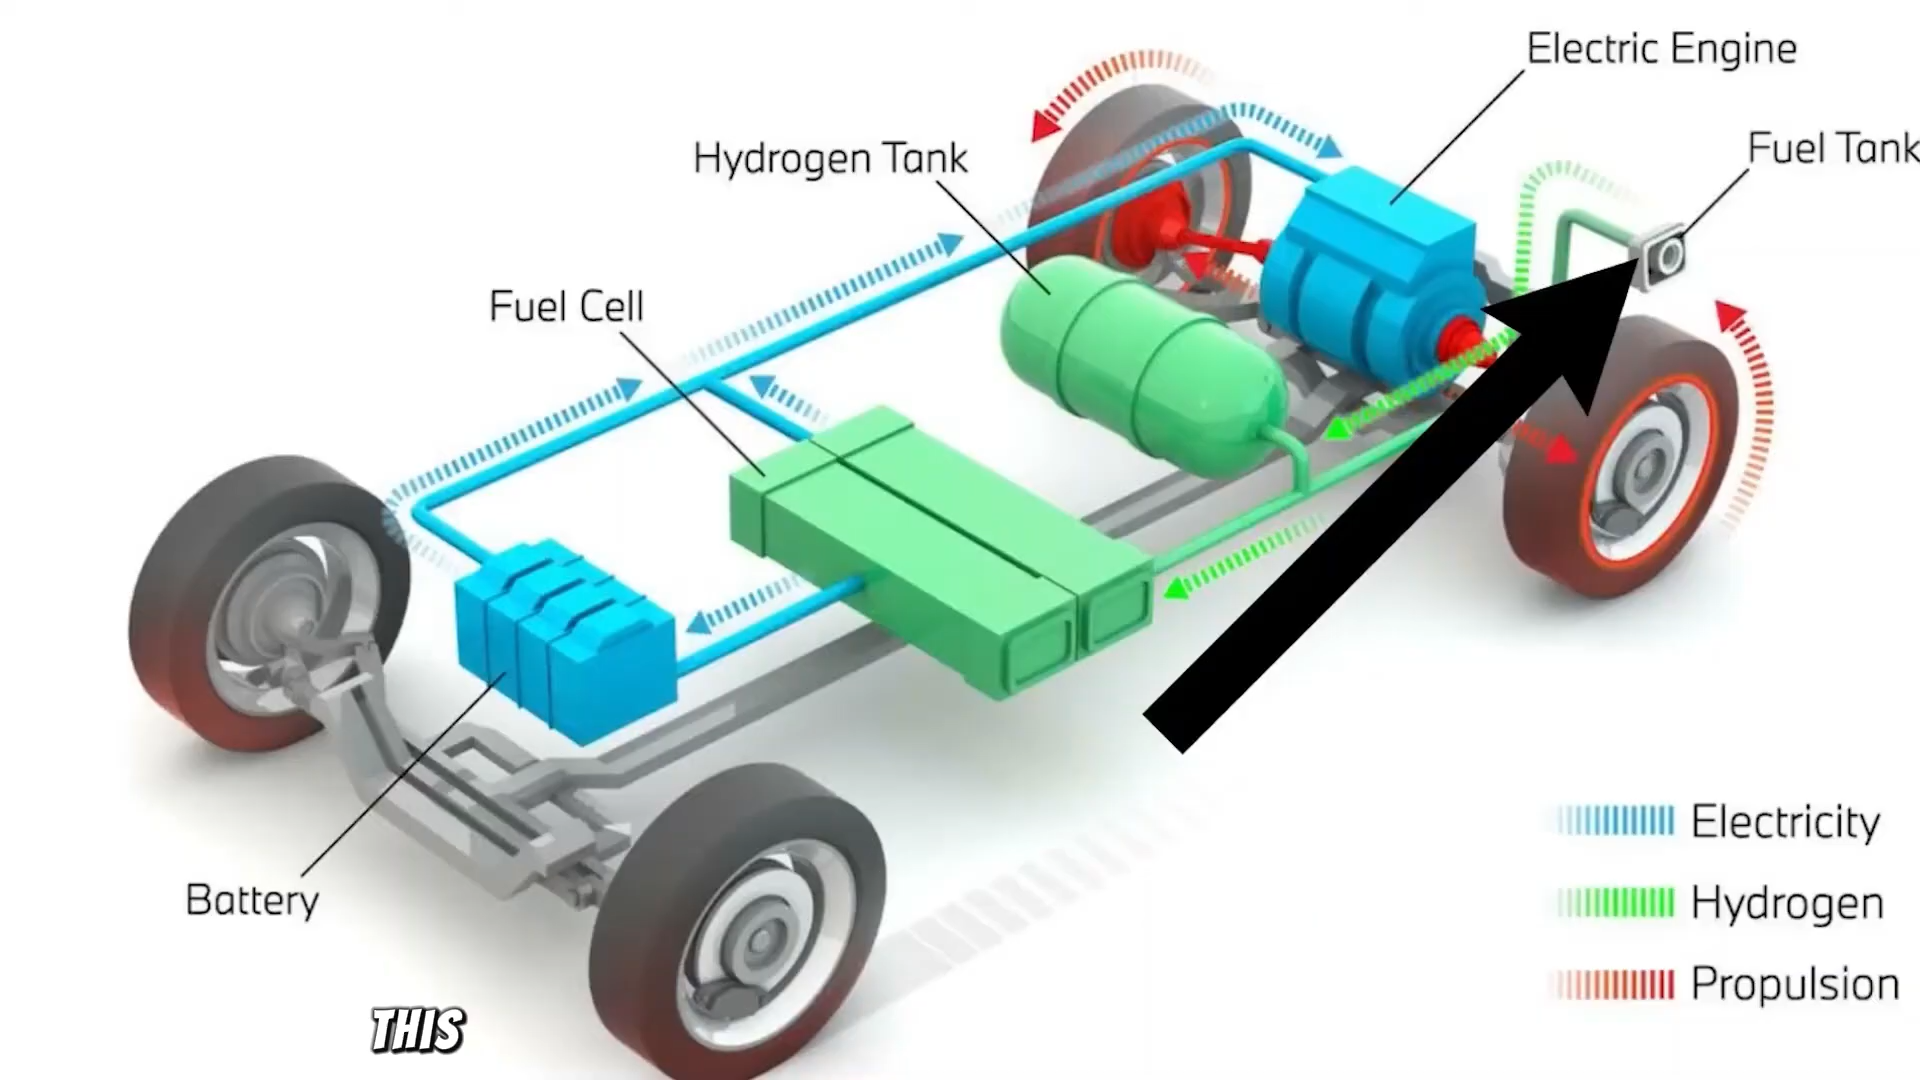 Electric Engine
Fuel Tank
Hydrogen Tank
Fuel Cell
Battery
Electricity
Hydrogen
Propulsion
THIS